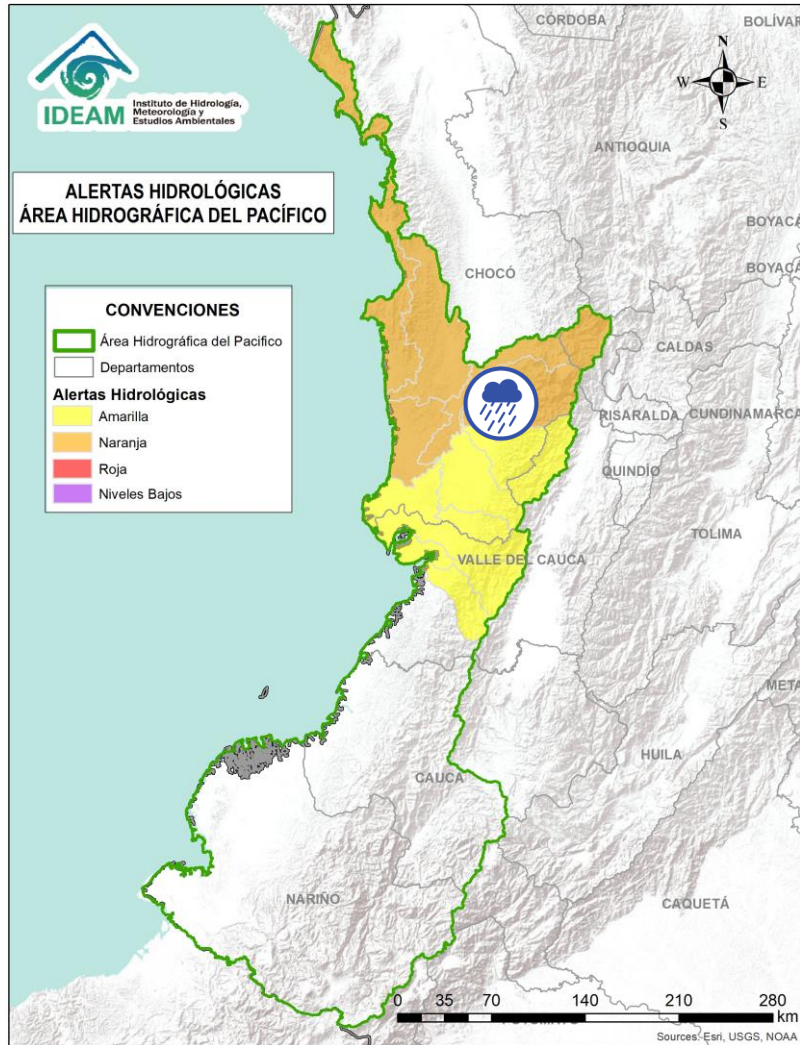 CÓRDOBA
BOLÍVAR
N
W
E
S
IDEAM
Instituto de Hidrología,
Meteorología y
Estudios Ambientales
ANTIOQUIA
ALERTAS HIDROLÓGICAS
ÁREA HIDROGRÁFICA DEL PACÍFICO
BOYACÁ
BOYACÁ
CHOCÓ
CONVENCIONES
Área Hidrográfica del Pacifico
Departamentos
Alertas Hidrológicas
Amarilla
Naranja
Roja
Niveles Bajos
CALDAS
RISARALDA
CUNDINAMARCA
QUINDÍO
TOLIMA
VALLE DEL CAUCA
META
HUILA
CAUCA
NARIÑO
CAQUETÁ
0 35 70 140 210 280
km
Sources: Esri, USGS, NOAA